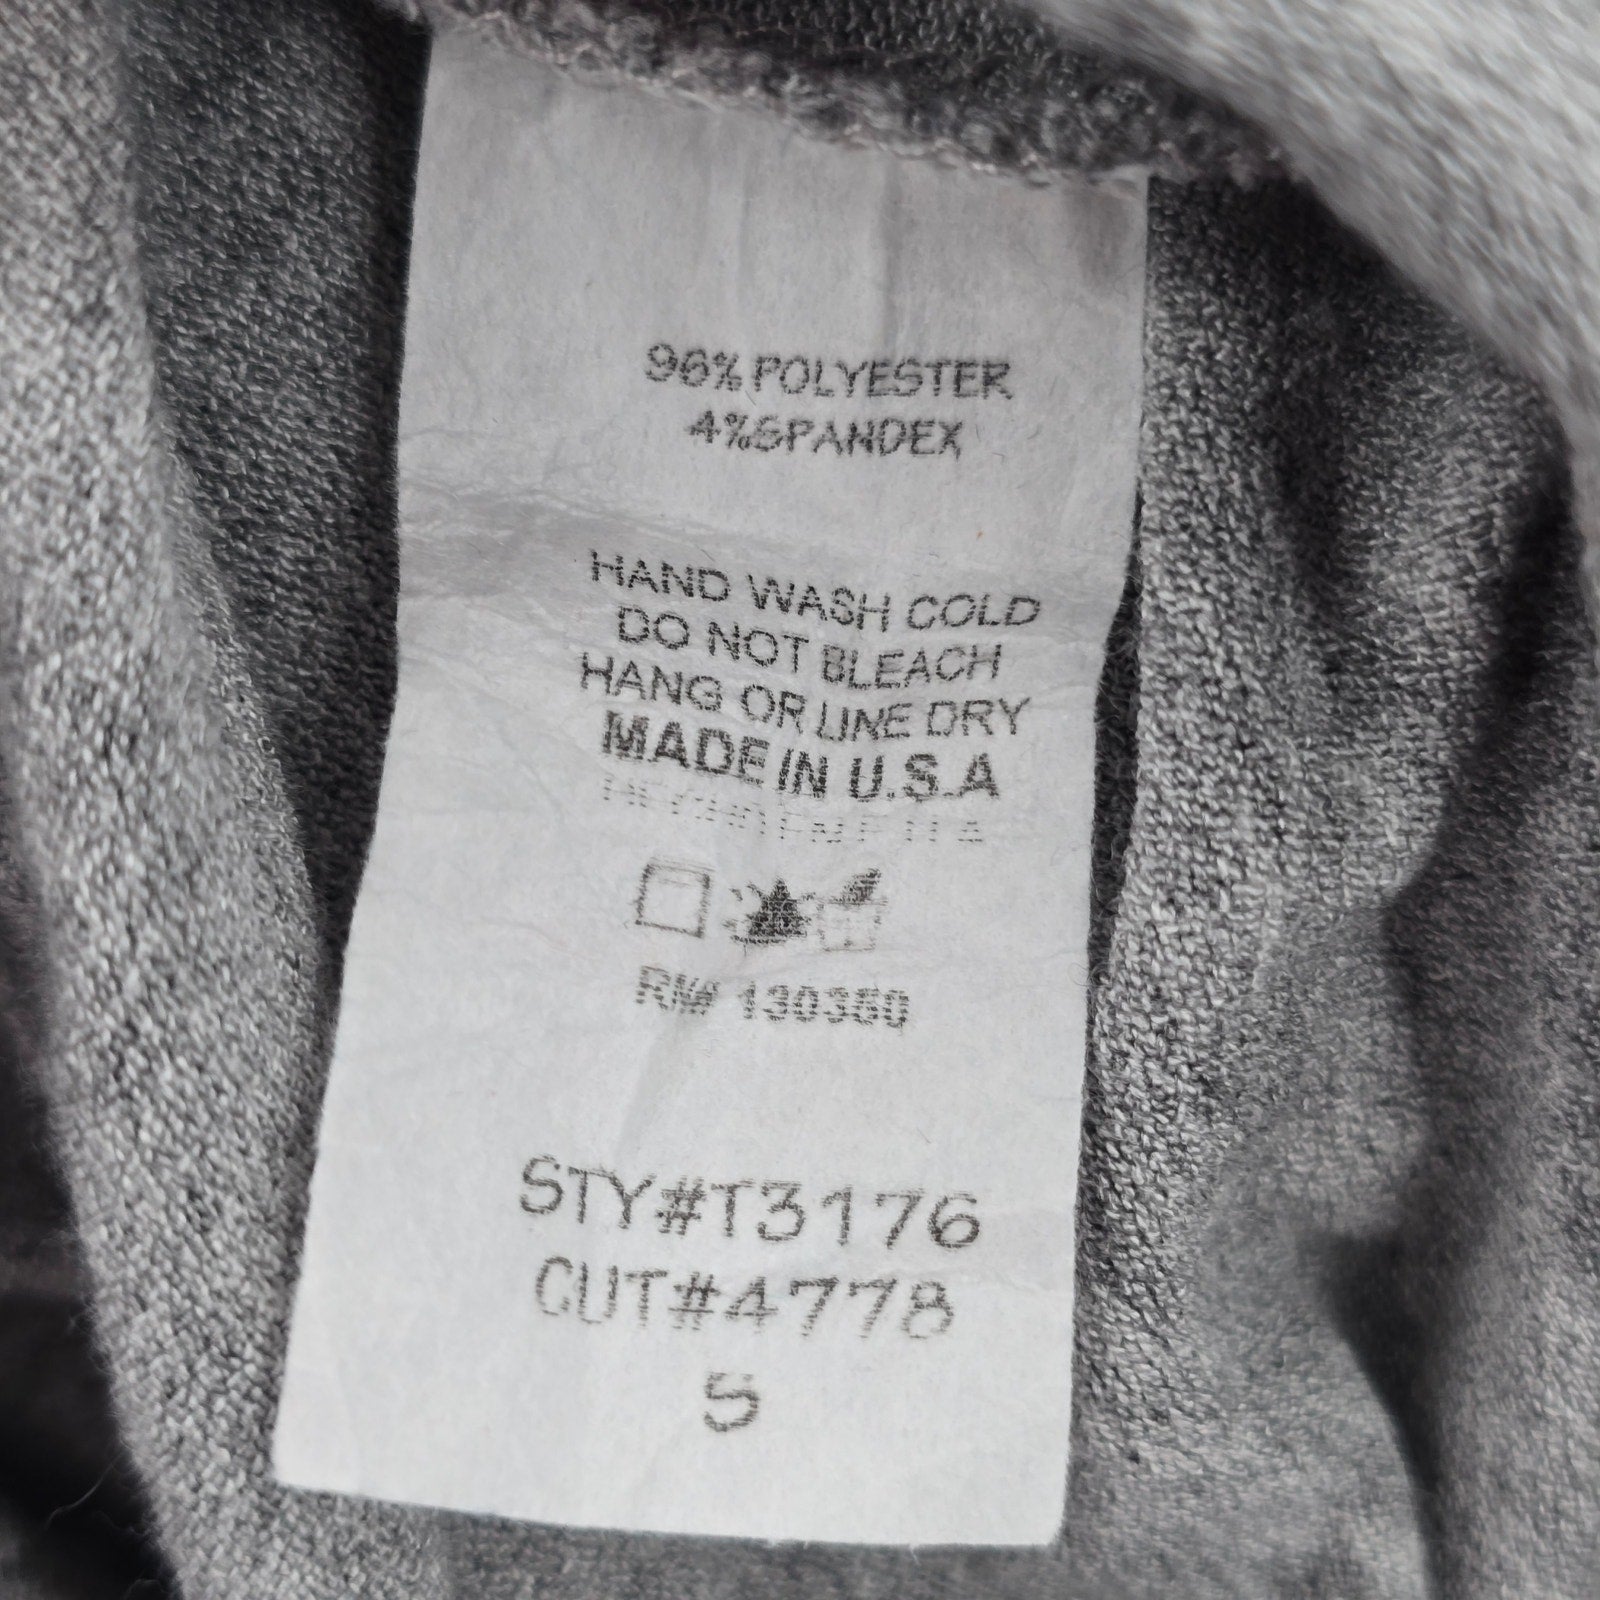 96% POLYESTER
4%SPANDEX
HAND WASH COLD
DO NOT BLEACH
HANG OR LINE DRY
MADE IN U.S.A
RN# 130360
STY#T3176
CUT#4778
S